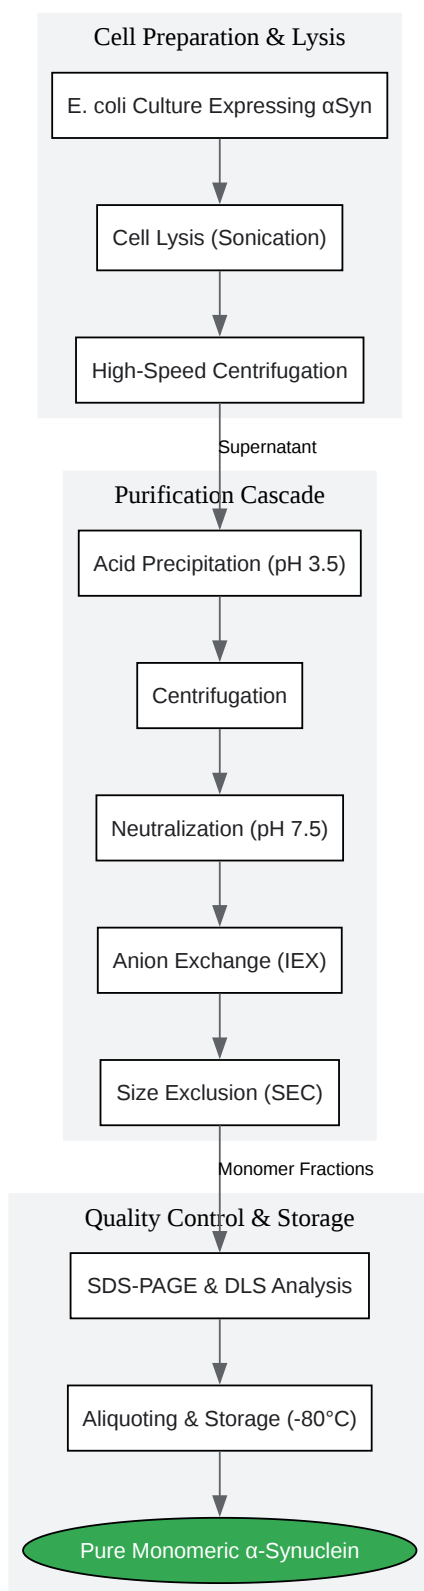 Cell Preparation & Lysis
E. coli Culture Expressing αSyn
Cell Lysis (Sonication)
High-Speed Centrifugation
Supernatant
Purification Cascade
Acid Precipitation (pH 3.5)
Centrifugation
Neutralization (pH 7.5)
Anion Exchange (IEX)
Size Exclusion (SEC)
Monomer Fractions
Quality Control & Storage
SDS-PAGE & DLS Analysis
Aliquoting & Storage (-80°C)
Pure Monomeric α-Synuclein